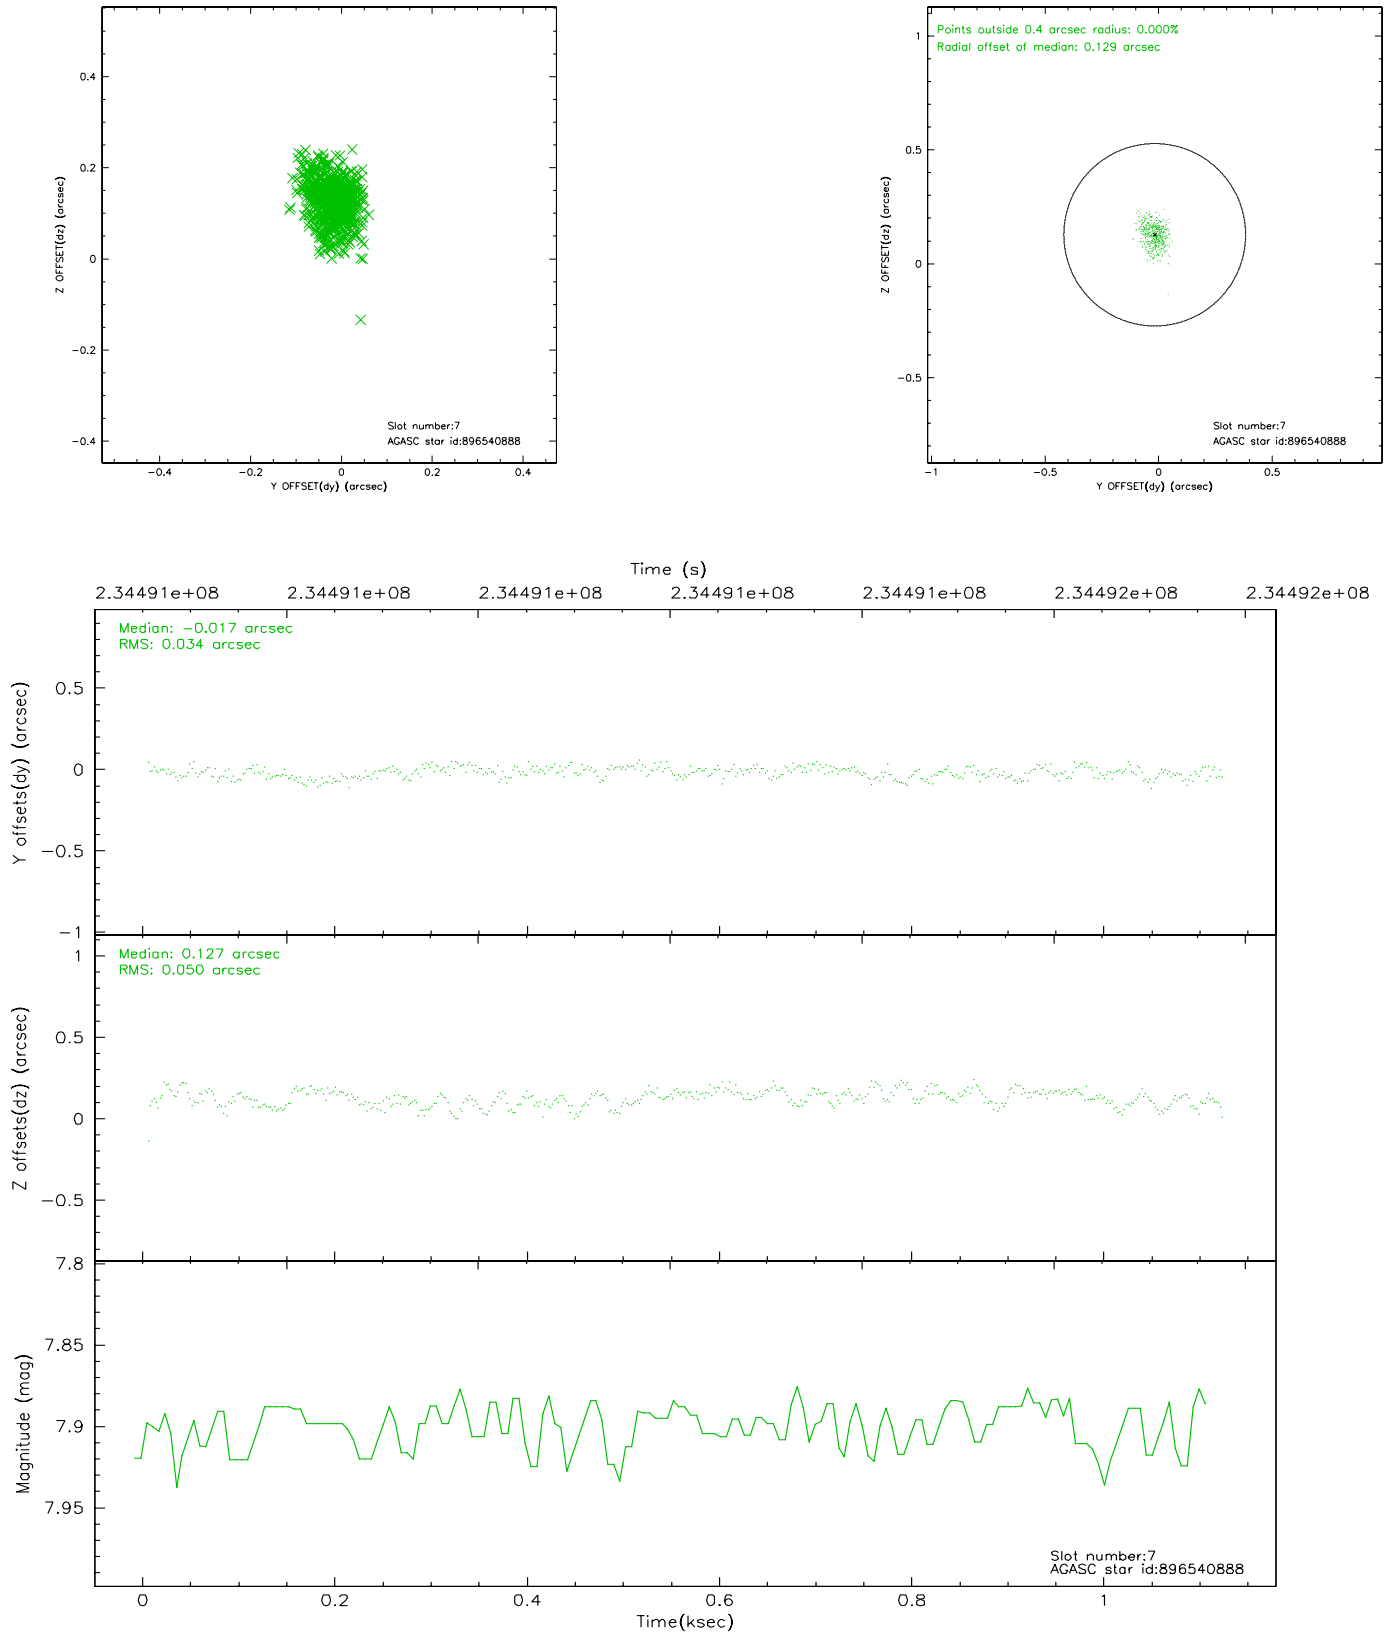 0.4
0.2
0
−0.2
−0.4
Z OFFSET(dz) (arcsec)
−0.4
−0.2
0
0.2
0.4
Y OFFSET(dy) (arcsec)
Slot number:7
AGASC star id:896540888
Points outside 0.4 arcsec radius: 0.000%
Radial offset of median: 0.129 arcsec
1
0.5
0
−0.5
Z OFFSET(dz) (arcsec)
−1
−0.5
0
0.5
Y OFFSET(dy) (arcsec)
Slot number:7
AGASC star id:896540888
Time (s)
2.34491e+08
2.34491e+08
2.34491e+08
2.34491e+08
2.34491e+08
2.34492e+08
2.34492e+08
Median: −0.017 arcsec
RMS: 0.034 arcsec
0.5
0
−0.5
−1
Y offsets(dy) (arcsec)
Median: 0.127 arcsec
RMS: 0.050 arcsec
1
0.5
0
−0.5
Z offsets(dz) (arcsec)
7.8
7.85
7.9
7.95
Magnitude (mag)
Slot number:7
AGASC star id:896540888
0
0.2
0.4
0.6
0.8
1
Time(ksec)